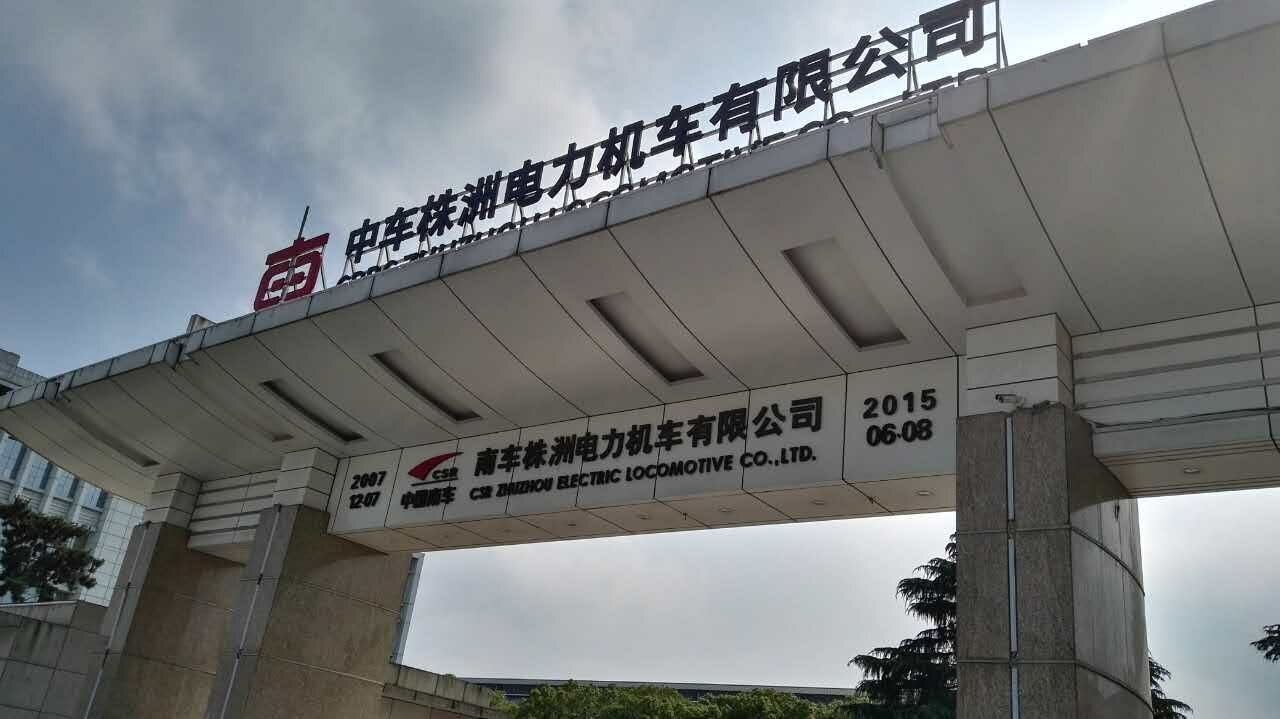 中车株洲电力机车有限公司
2007
12·07
CSR
中国南车
南车株洲电力机车有限公司
CSR ZHUZHOU ELECTRIC LOCOMOTIVE CO.,LTD.
2015
06·08